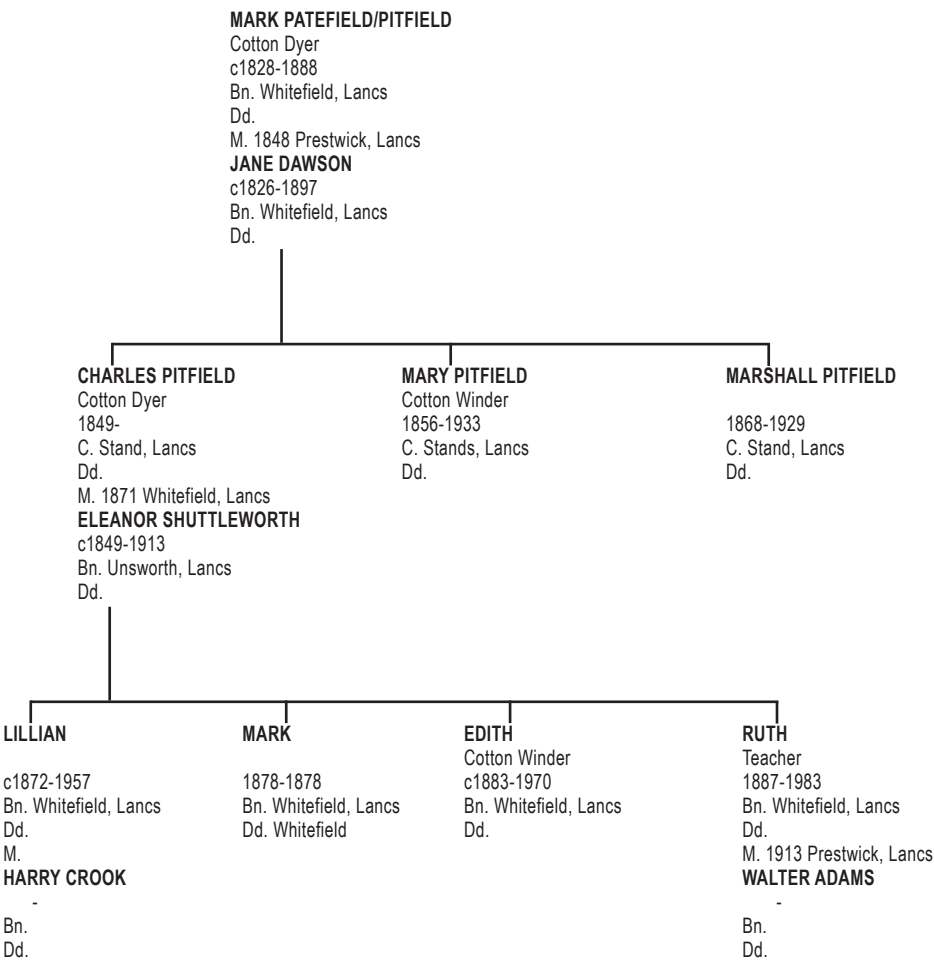 MARK PATEFIELD/PITFIELD
Cotton Dyer
c1828-1888
Bn. Whitefield, Lancs
Dd.
M. 1848 Prestwick, Lancs
JANE DAWSON
c1826-1897
Bn. Whitefield, Lancs
Dd.
CHARLES PITFIELD
Cotton Dyer
1849-
C. Stand, Lancs
Dd.
M. 1871 Whitefield, Lancs
ELEANOR SHUTTLEWORTH
c1849-1913
Bn. Unsworth, Lancs
Dd.
MARY PITFIELD
Cotton Winder
1856-1933
C. Stands, Lancs
Dd.
MARSHALL PITFIELD
1868-1929
C. Stand, Lancs
Dd.
LILLIAN
c1872-1957
Bn. Whitefield, Lancs
Dd.
M.
HARRY CROOK
-
Bn.
Dd.
MARK
1878-1878
Bn. Whitefield, Lancs
Dd. Whitefield
EDITH
Cotton Winder
c1883-1970
Bn. Whitefield, Lancs
Dd.
RUTH
Teacher
1887-1983
Bn. Whitefield, Lancs
Dd.
M. 1913 Prestwick, Lancs
WALTER ADAMS
-
Bn.
Dd.